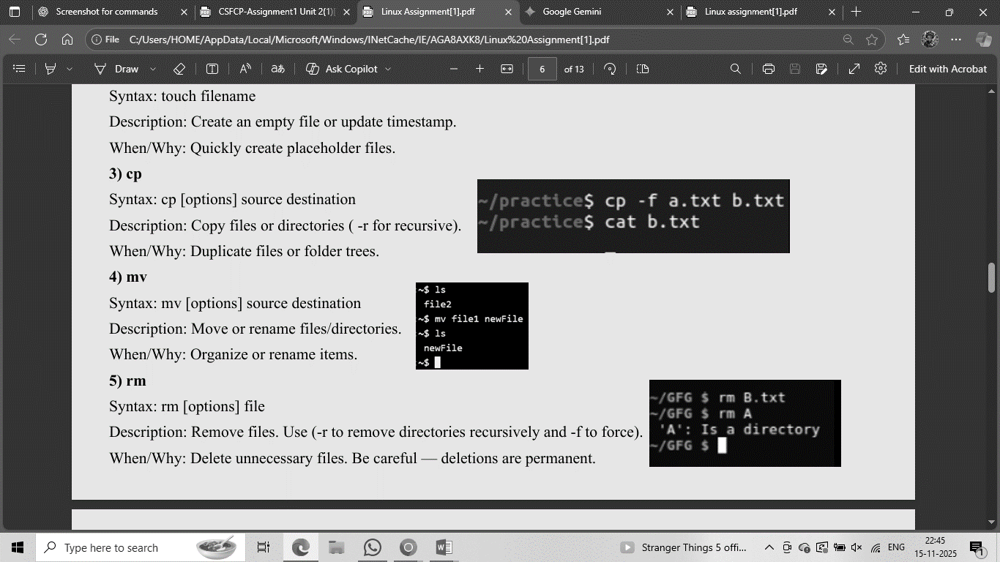 Screenshot for commands
CSFCP-Assignment1 Unit 2(1)[
Linux Assignment[1].pdf
Google Gemini
Linux assignment[1].pdf
File
C:/Users/HOME/AppData/Local/Microsoft/Windows/INetCache/IE/AGA8AXK8/Linux%20Assignment[1].pdf
Draw
Ask Copilot
6
of 13
Edit with Acrobat
Syntax: touch filename
Description: Create an empty file or update timestamp.
When/Why: Quickly create placeholder files.
3) cp
Syntax: cp [options] source destination
Description: Copy files or directories ( -r for recursive).
When/Why: Duplicate files or folder trees.
~/practice$ cp -f a.txt b.txt
~/practice$ cat b.txt
4) mv
Syntax: mv [options] source destination
Description: Move or rename files/directories.
When/Why: Organize or rename items.
:~$ ls
file2
:~$ mv file1 newFile
:~$ ls
newFile
:~$
5) rm
Syntax: rm [options] file
Description: Remove files. Use (-r to remove directories recursively and -f to force).
When/Why: Delete unnecessary files. Be careful — deletions are permanent.
~/GFG $ rm B.txt
~/GFG $ rm A
'A': Is a directory
~/GFG $
Type here to search
Stranger Things 5 offi...
ENG
22:45
15-11-2025
1